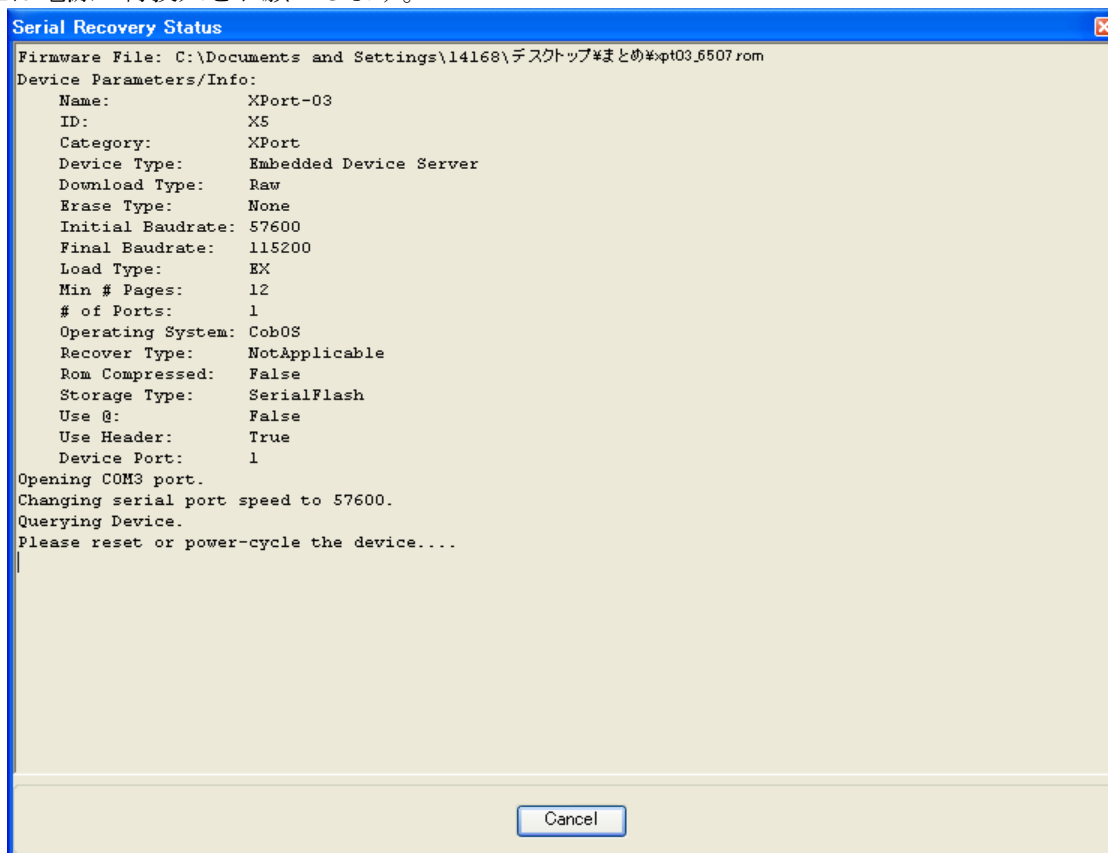 Serial Recovery Status
Firmware File: C:\Documents and Settings\14168\デスクトップ¥まとめ¥xpt03_6507.rom
Device Parameters/Info:
Name: XPort-03
ID: X5
Category: XPort
Device Type: Embedded Device Server
Download Type: Raw
Erase Type: None
Initial Baudrate: 57600
Final Baudrate: 115200
Load Type: EX
Min # Pages: 12
# of Ports: 1
Operating System: CobOS
Recover Type: NotApplicable
Rom Compressed: False
Storage Type: SerialFlash
Use @: False
Use Header: True
Device Port: 1
Opening COM3 port.
Changing serial port speed to 57600.
Querying Device.
Please reset or power-cycle the device....
Cancel